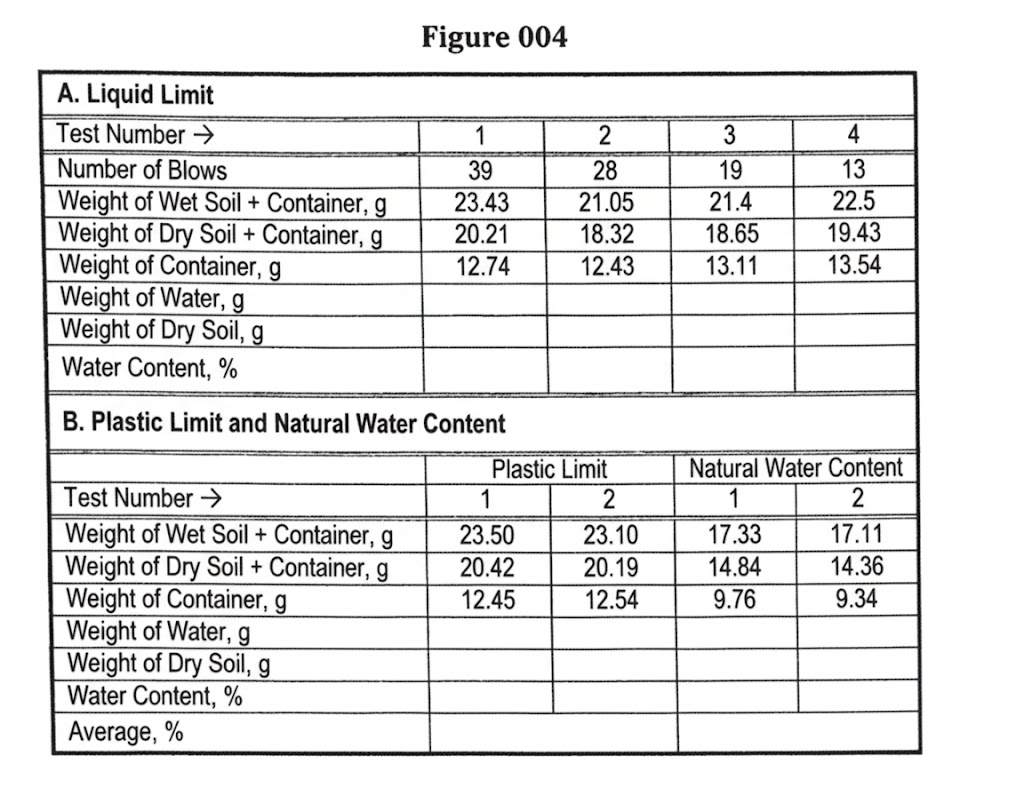 Figure 004
A. Liquid Limit
Test Number → 1 2 3 4
Number of Blows 39 28 19 13
Weight of Wet Soil + Container, g 23.43 21.05 21.4 22.5
Weight of Dry Soil + Container, g 20.21 18.32 18.65 19.43
Weight of Container, g 12.74 12.43 13.11 13.54
Weight of Water, g
Weight of Dry Soil, g
Water Content, %
B. Plastic Limit and Natural Water Content
Plastic Limit Natural Water Content
Test Number → 1 2 1 2
Weight of Wet Soil + Container, g 23.50 23.10 17.33 17.11
Weight of Dry Soil + Container, g 20.42 20.19 14.84 14.36
Weight of Container, g 12.45 12.54 9.76 9.34
Weight of Water, g
Weight of Dry Soil, g
Water Content, %
Average, %